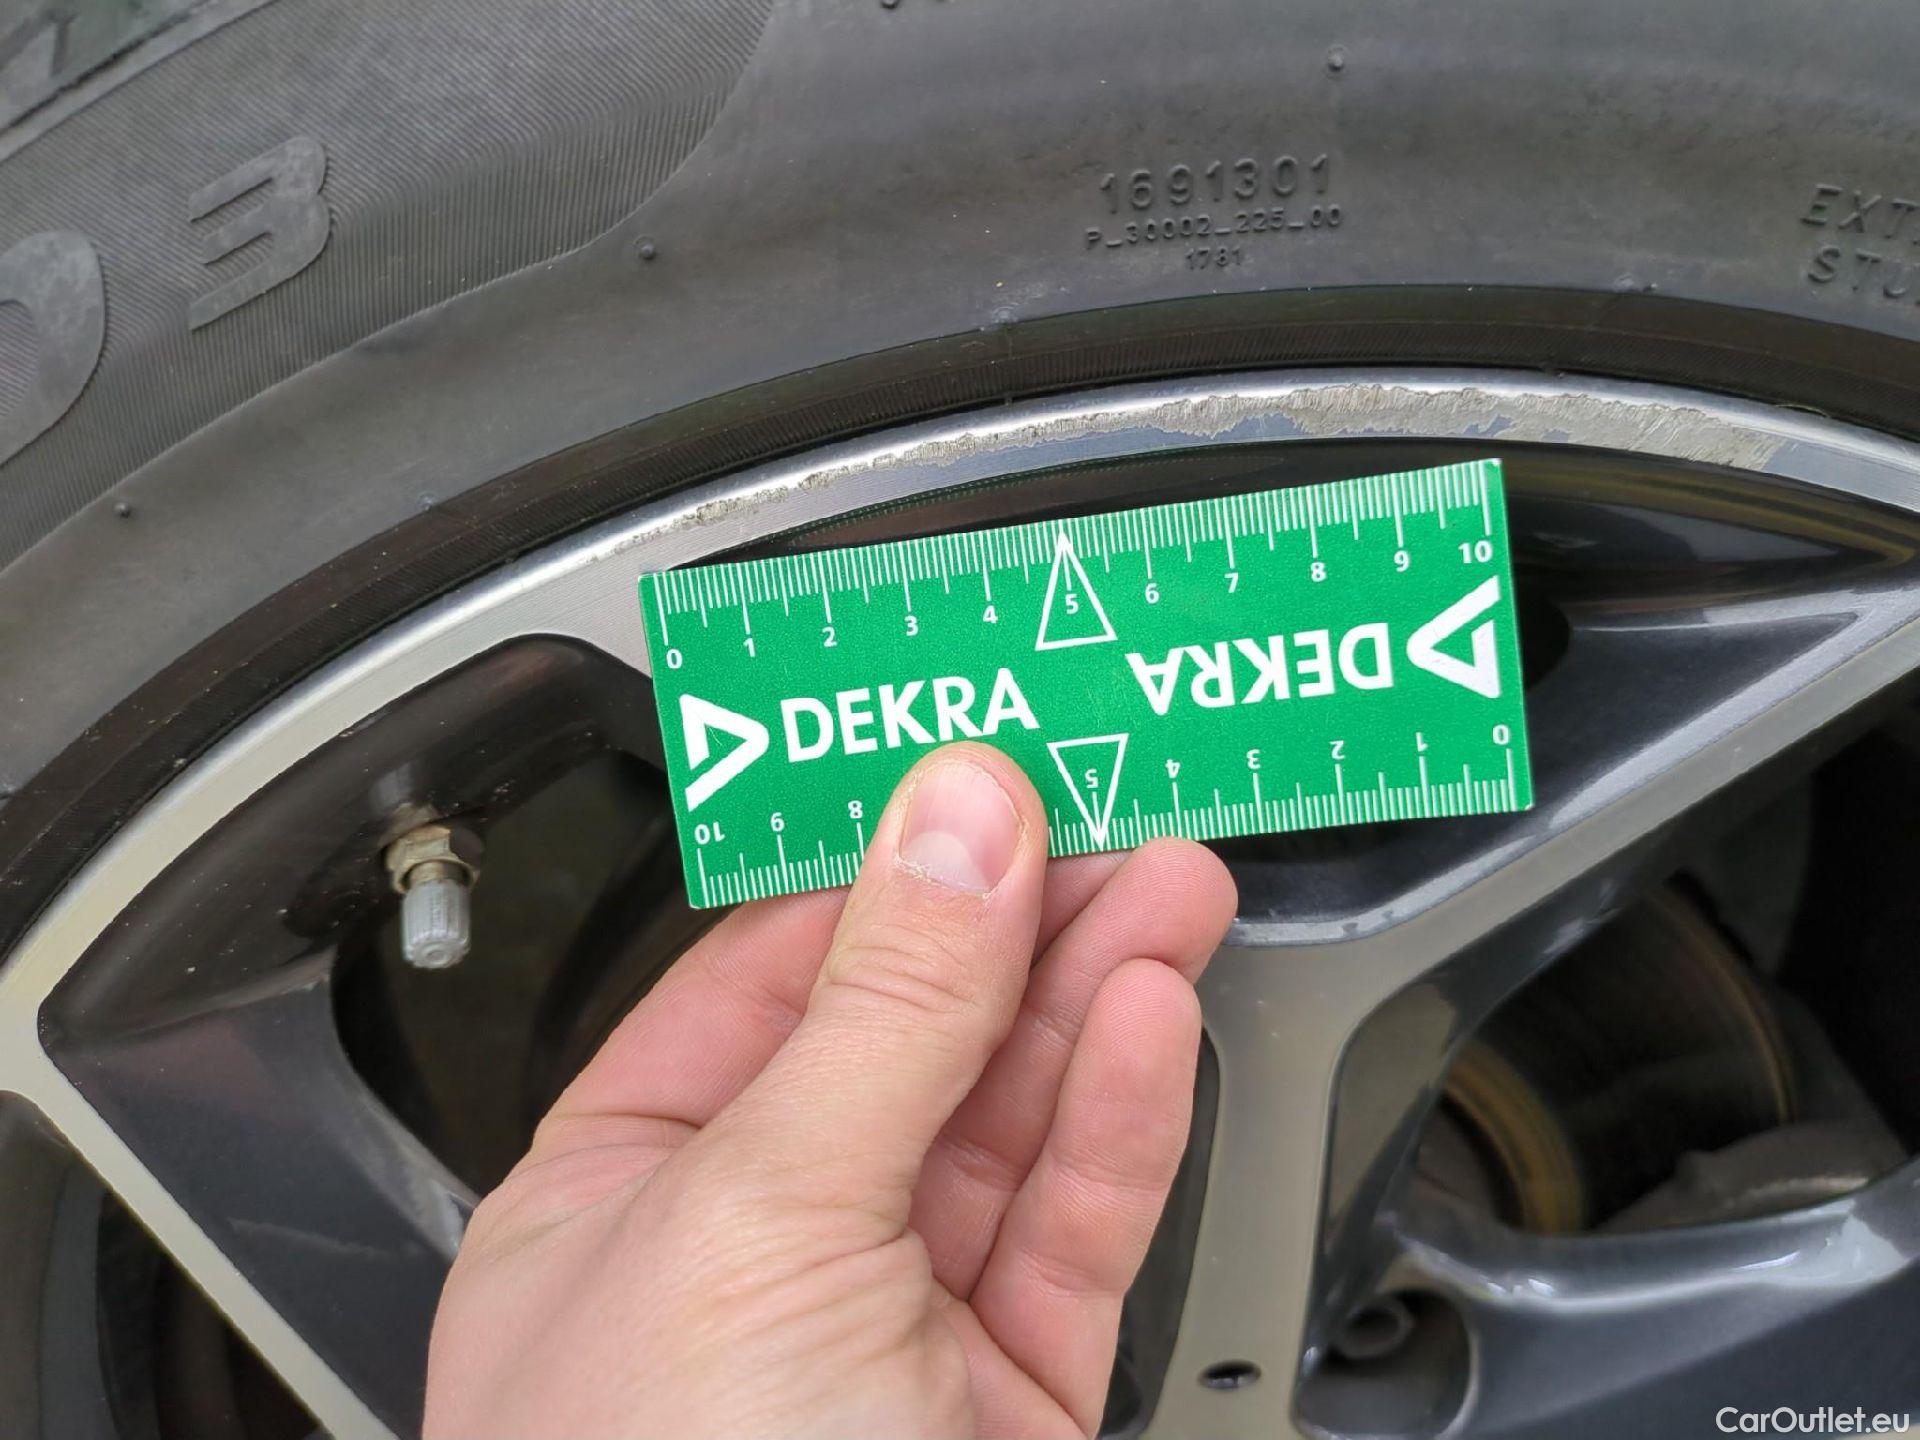 O 3
1691301
P_30002_225_00
1781
EXT
STU
0 1 2 3 4 5 6 7 8 9 10
DEKRA
DEKRA
10 9 8 5 4 3 2 1 0
CarOutlet.eu